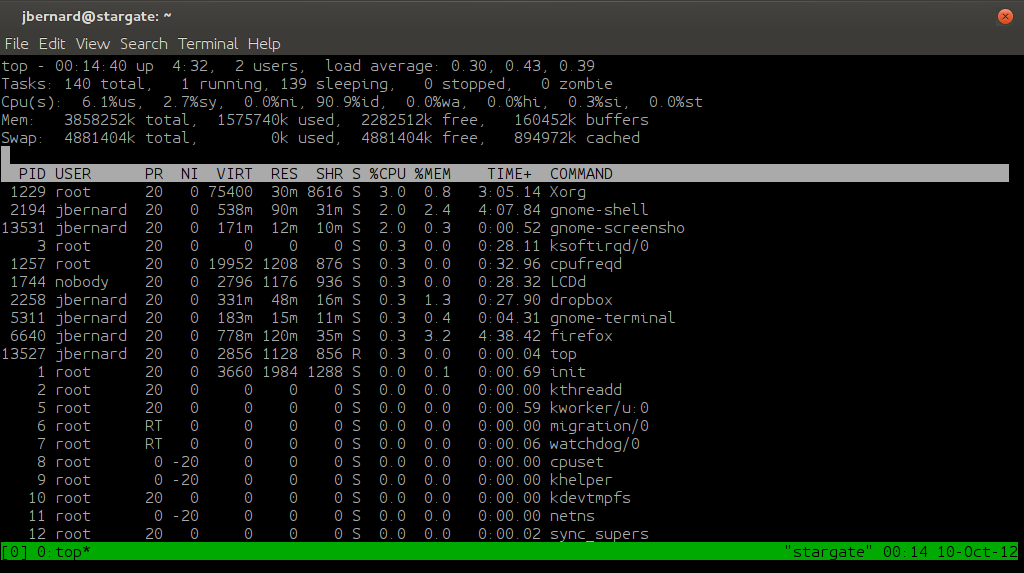 jbernard@stargate: ~
File Edit View Search Terminal Help
top - 00:14:40 up  4:32,  2 users,  load average: 0.30, 0.43, 0.39
Tasks: 140 total,   1 running, 139 sleeping,   0 stopped,   0 zombie
Cpu(s):  6.1%us,  2.7%sy,  0.0%ni, 90.9%id,  0.0%wa,  0.0%hi,  0.3%si,  0.0%st
Mem:   3858252k total,  1575740k used,  2282512k free,   160452k buffers
Swap:  4881404k total,        0k used,  4881404k free,   894972k cached
  PID USER      PR  NI  VIRT  RES  SHR S %CPU %MEM    TIME+  COMMAND
 1229 root      20   0 75400  30m 8616 S  3.0  0.8   3:05.14 Xorg
 2194 jbernard  20   0  538m  90m  31m S  2.0  2.4   4:07.84 gnome-shell
13531 jbernard  20   0  171m  12m  10m S  2.0  0.3   0:00.52 gnome-screensho
    3 root      20   0     0    0    0 S  0.3  0.0   0:28.11 ksoftirqd/0
 1257 root      20   0 19952 1208  876 S  0.3  0.0   0:32.96 cpufreqd
 1744 nobody    20   0  2796 1176  936 S  0.3  0.0   0:28.32 LCDd
 2258 jbernard  20   0  331m  48m  16m S  0.3  1.3   0:27.90 dropbox
 5311 jbernard  20   0  183m  15m  11m S  0.3  0.4   0:04.31 gnome-terminal
 6640 jbernard  20   0  778m 120m  35m S  0.3  3.2   4:38.42 firefox
13527 jbernard  20   0  2856 1128  856 R  0.3  0.0   0:00.04 top
    1 root      20   0  3660 1984 1288 S  0.0  0.1   0:00.69 init
    2 root      20   0     0    0    0 S  0.0  0.0   0:00.00 kthreadd
    5 root      20   0     0    0    0 S  0.0  0.0   0:00.59 kworker/u:0
    6 root      RT   0     0    0    0 S  0.0  0.0   0:00.00 migration/0
    7 root      RT   0     0    0    0 S  0.0  0.0   0:00.06 watchdog/0
    8 root       0 -20     0    0    0 S  0.0  0.0   0:00.00 cpuset
    9 root       0 -20     0    0    0 S  0.0  0.0   0:00.00 khelper
   10 root      20   0     0    0    0 S  0.0  0.0   0:00.00 kdevtmpfs
   11 root       0 -20     0    0    0 S  0.0  0.0   0:00.00 netns
   12 root      20   0     0    0    0 S  0.0  0.0   0:00.02 sync_supers
[0] 0:top* "stargate" 00:14 10-Oct-12